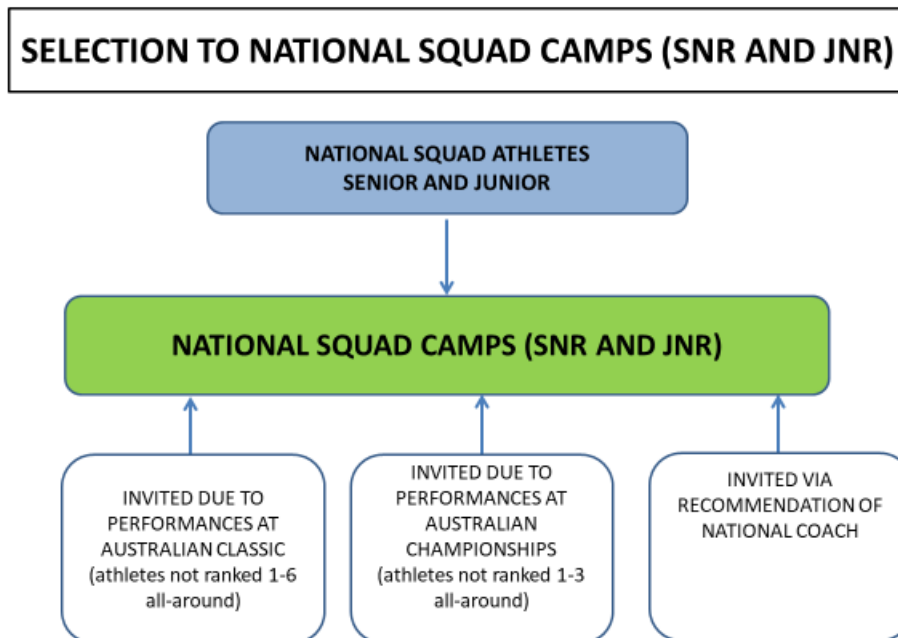 SELECTION TO NATIONAL SQUAD CAMPS (SNR AND JNR)
NATIONAL SQUAD ATHLETES
SENIOR AND JUNIOR
NATIONAL SQUAD CAMPS (SNR AND JNR)
INVITED DUE TO
PERFORMANCES AT
AUSTRALIAN CLASSIC
(athletes not ranked 1-6
all-around)
INVITED DUE TO
PERFORMANCES AT
AUSTRALIAN
CHAMPIONSHIPS
(athletes not ranked 1-3
all-around)
INVITED VIA
RECOMMENDATION OF
NATIONAL COACH